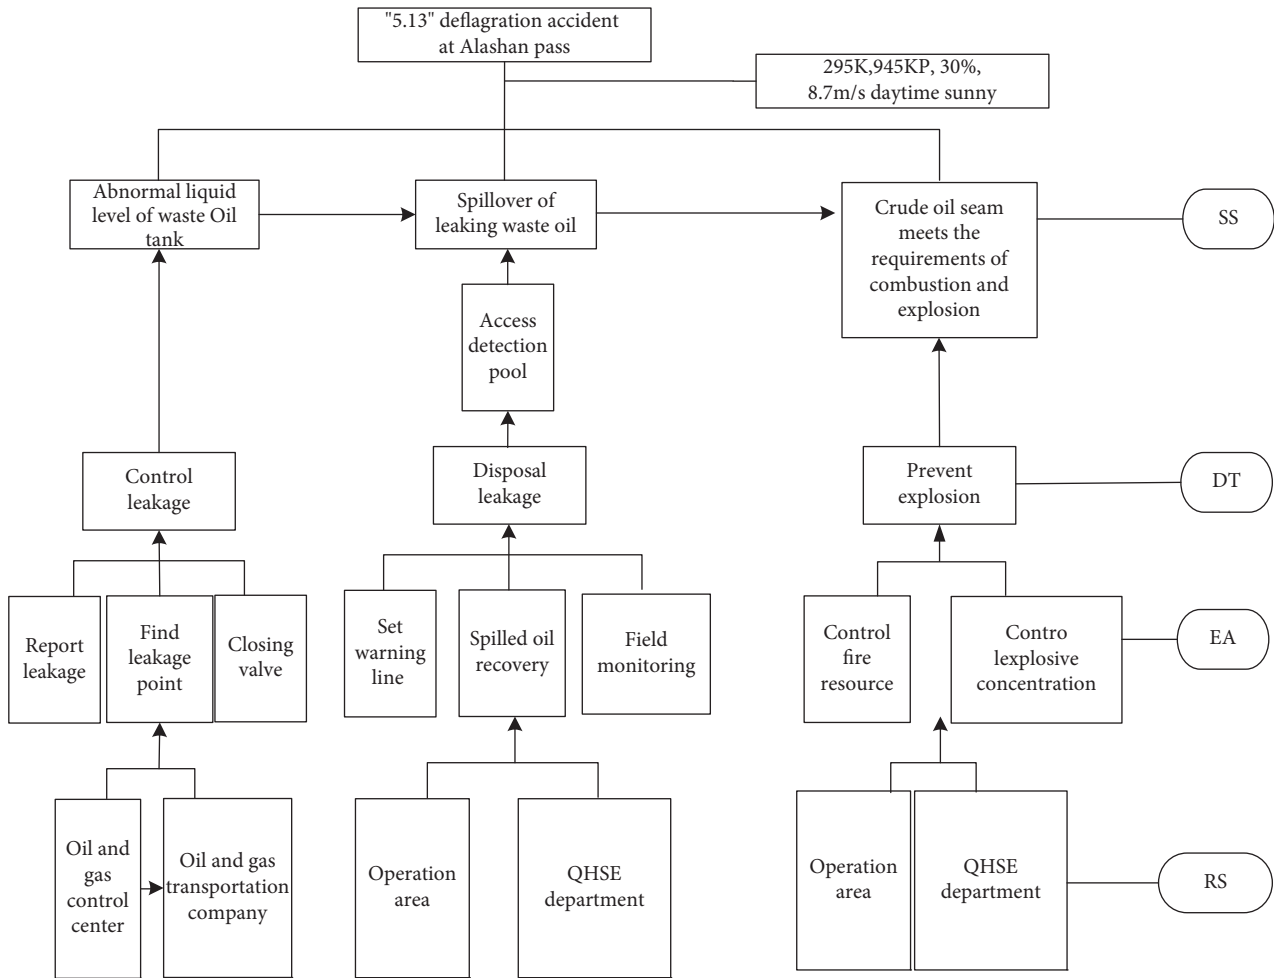 "5.13" deflagration accident
at Alashan pass
295K,945KP, 30%,
8.7m/s daytime sunny
Abnormal liquid
level of waste Oil
tank
Spillover of
leaking waste oil
Crude oil seam
meets the
requirements of
combustion and
explosion
SS
Access
detection
pool
Control
leakage
Disposal
leakage
Prevent
explosion
DT
Report
leakage
Find
leakage
point
Closing
valve
Set
warning
line
Spilled oil
recovery
Field
monitoring
Control
fire
resource
Contro
lexplosive
concentration
EA
Oil and
gas
control
center
Oil and gas
transportation
company
Operation
area
QHSE
department
Operation
area
QHSE
department
RS